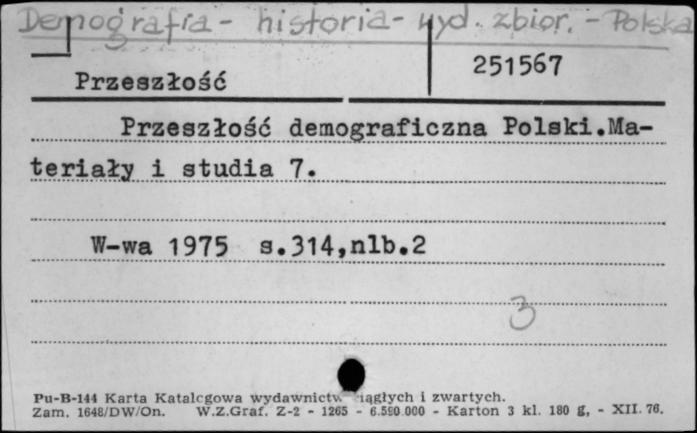 Demografia - historia - wyd. zbior. - Polska
251567
Przeszłość
Przeszłość demograficzna Polski.Ma-
teriały i studia 7.
W-wa 1975 s.314,nlb.2
3
Pu-B-144 Karta Katalogowa wydawnictw ciągłych i zwartych.
Zam. 1648/DW/On. W.Z.Graf. Z-2 - 1265 - 6.580.000 - Karton 3 kl. 180 g, - XII. 76.